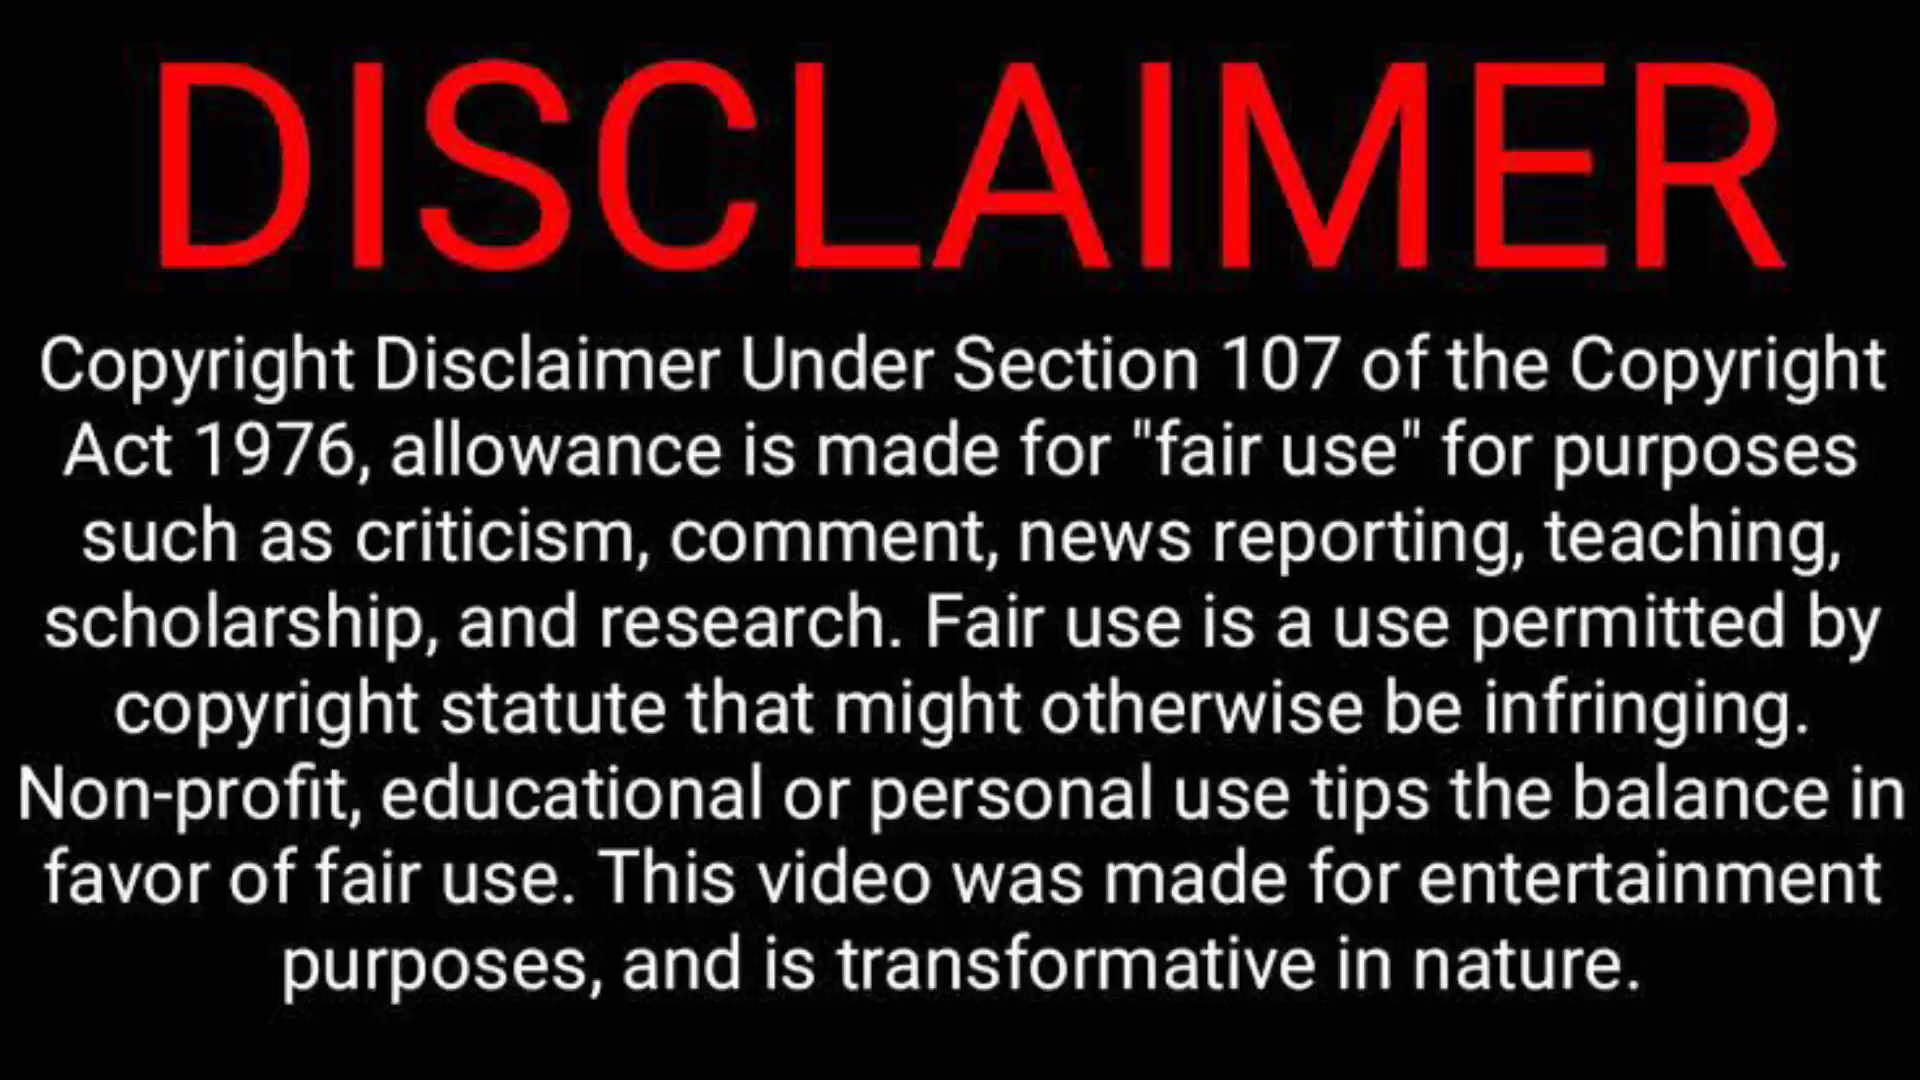 DISCLAIMER
Copyright Disclaimer Under Section 107 of the Copyright
Act 1976, allowance is made for "fair use" for purposes
such as criticism, comment, news reporting, teaching,
scholarship, and research. Fair use is a use permitted by
copyright statute that might otherwise be infringing.
Non-profit, educational or personal use tips the balance in
favor of fair use. This video was made for entertainment
purposes, and is transformative in nature.